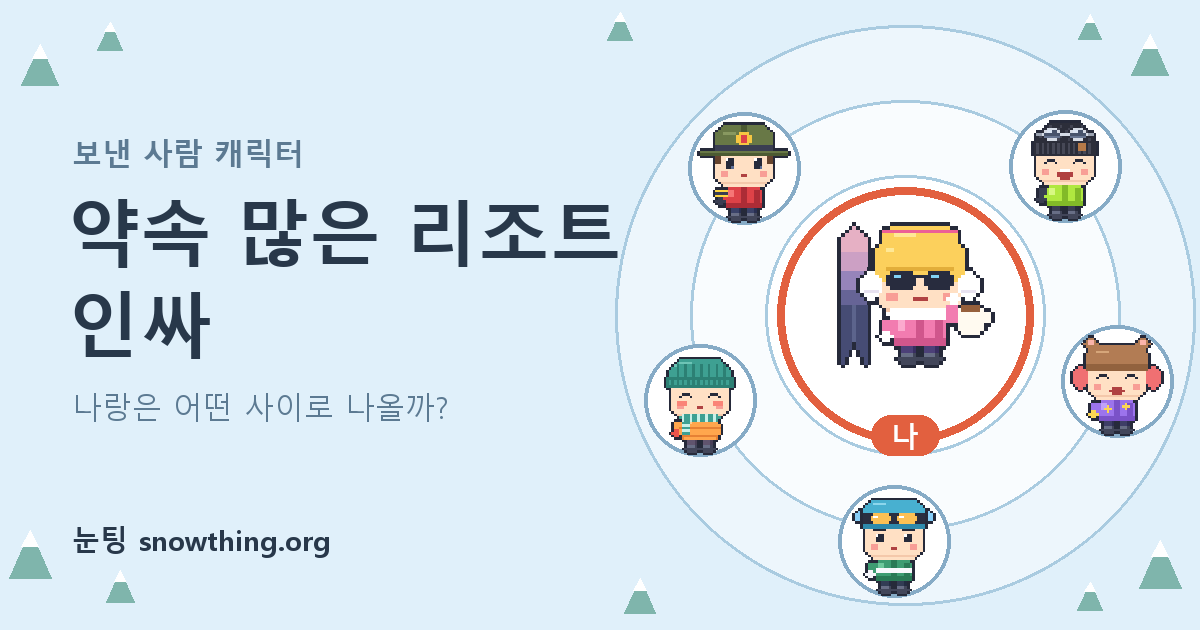 보낸 사람 캐릭터
약속 많은 리조트
인싸
나랑은 어떤 사이로 나올까?
나
눈팅 snowthing.org